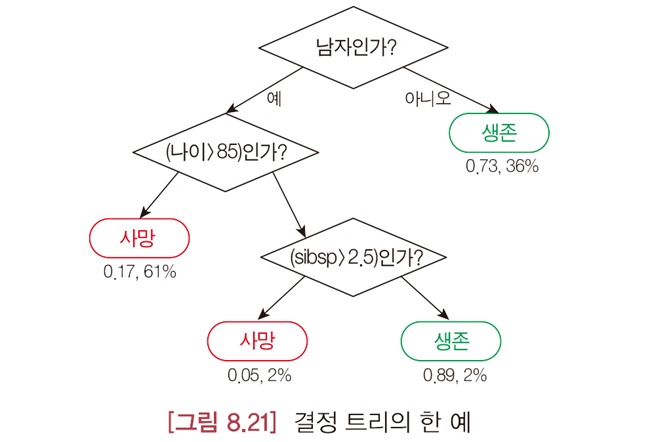 남자인가?
예
아니오
생존
0.73, 36%
(나이>85)인가?
사망
0.17, 61%
(sibsp>2.5)인가?
사망
0.05, 2%
생존
0.89, 2%
[그림 8.21] 결정 트리의 한 예